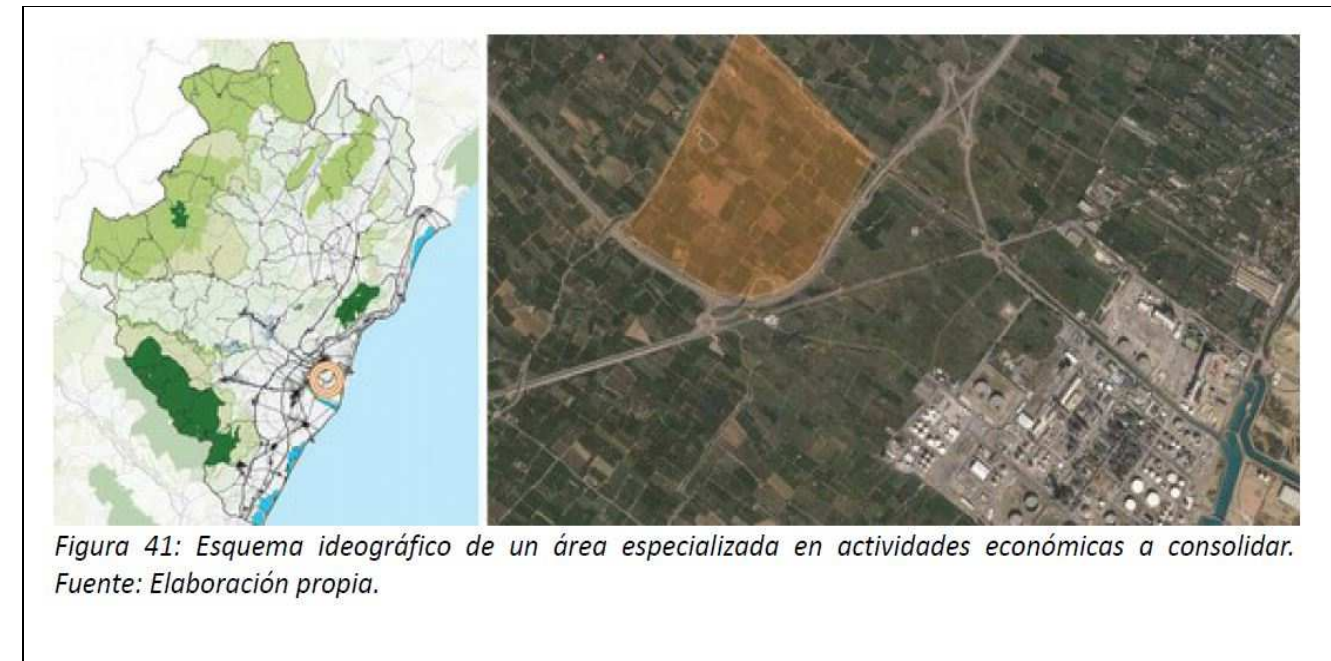 Figura 41: Esquema ideográfico de un área especializada en actividades económicas a consolidar.
Fuente: Elaboración propia.